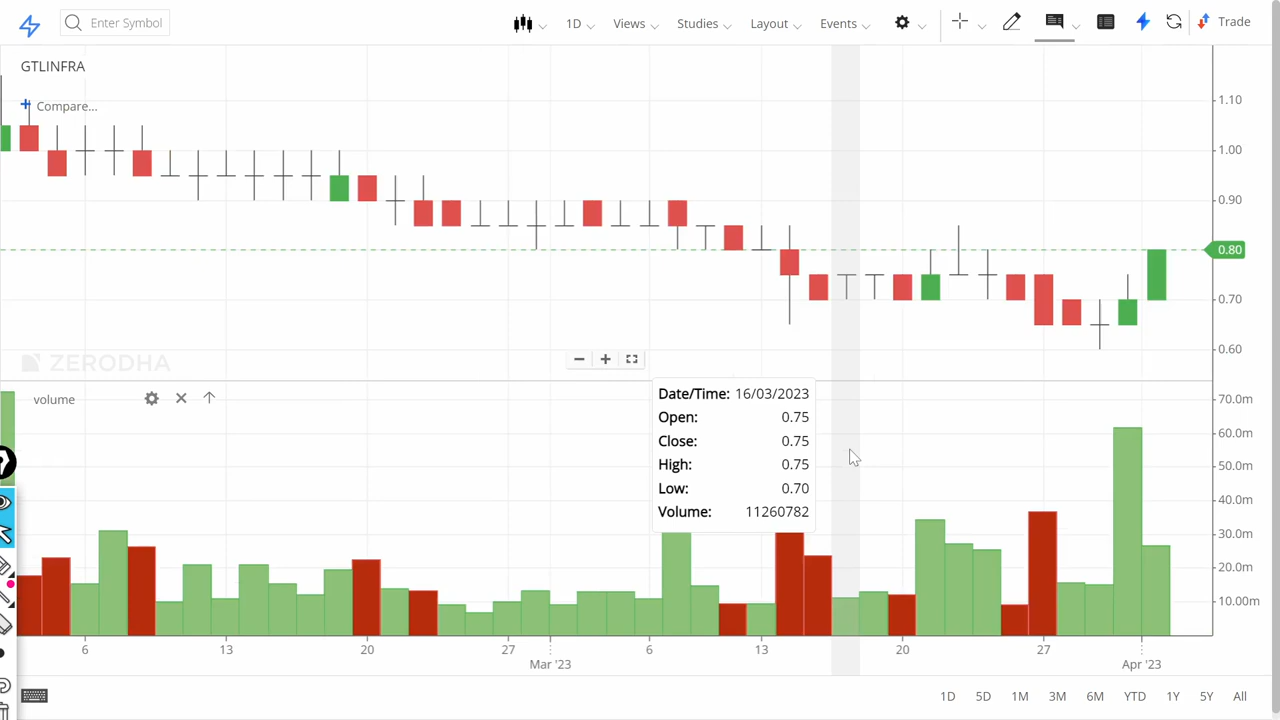 Enter Symbol
1D
Views
Studies
Layout
Events
Trade
GTLINFRA
Compare...
1.10
1.00
0.90
0.80
0.70
0.60
ZERODHA
volume
Date/Time: 16/03/2023
Open: 0.75
Close: 0.75
High: 0.75
Low: 0.70
Volume: 11260782
70.0m
60.0m
50.0m
40.0m
30.0m
20.0m
10.00m
6 13 20 27 6 13 20 27
Mar '23 Apr '23
1D 5D 1M 3M 6M YTD 1Y 5Y All